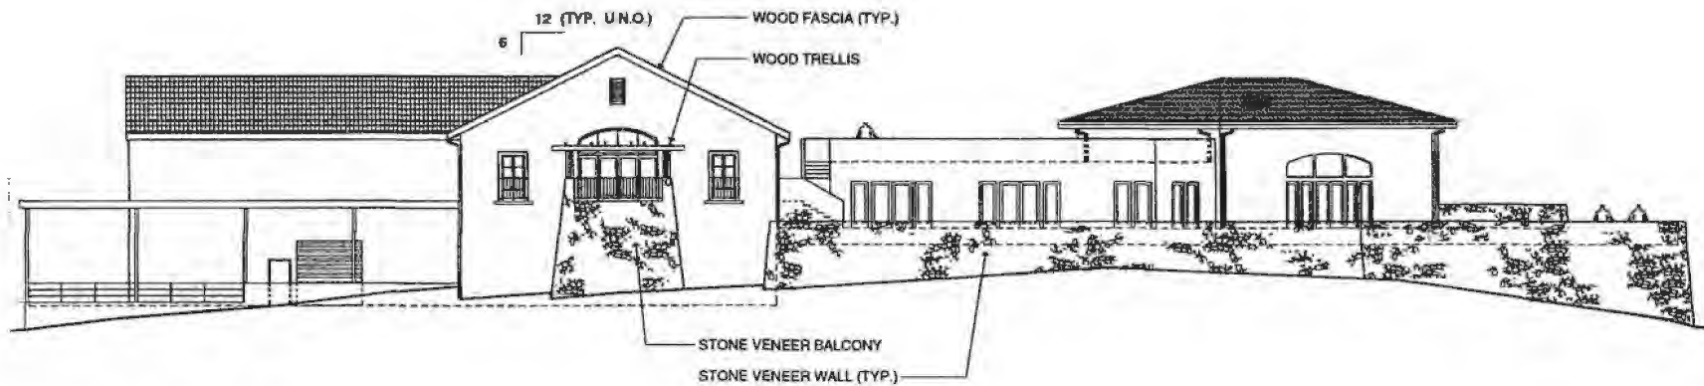 12 (TYP. U.N.O.)
6
WOOD FASCIA (TYP.)
WOOD TRELLIS
STONE VENEER BALCONY
STONE VENEER WALL (TYP.)